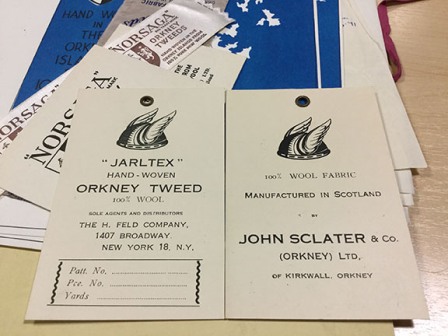 HAND WOVEN
IN THE
ORKNEY
ISLA
NORSAGA
ORKNEY
TWEEDS
"NORSAGA"
"NORSAGA
"JARLTEX"
HAND - WOVEN
ORKNEY TWEED
100% WOOL
SOLE AGENTS AND DISTRIBUTORS
THE H. FELD COMPANY,
1407 BROADWAY,
NEW YORK 18, N.Y.
Patt. No.
Pce. No.
Yards
100% WOOL FABRIC
MANUFACTURED IN SCOTLAND
BY
JOHN SCLATER & Co.
(ORKNEY) LTD,
OF KIRKWALL, ORKNEY